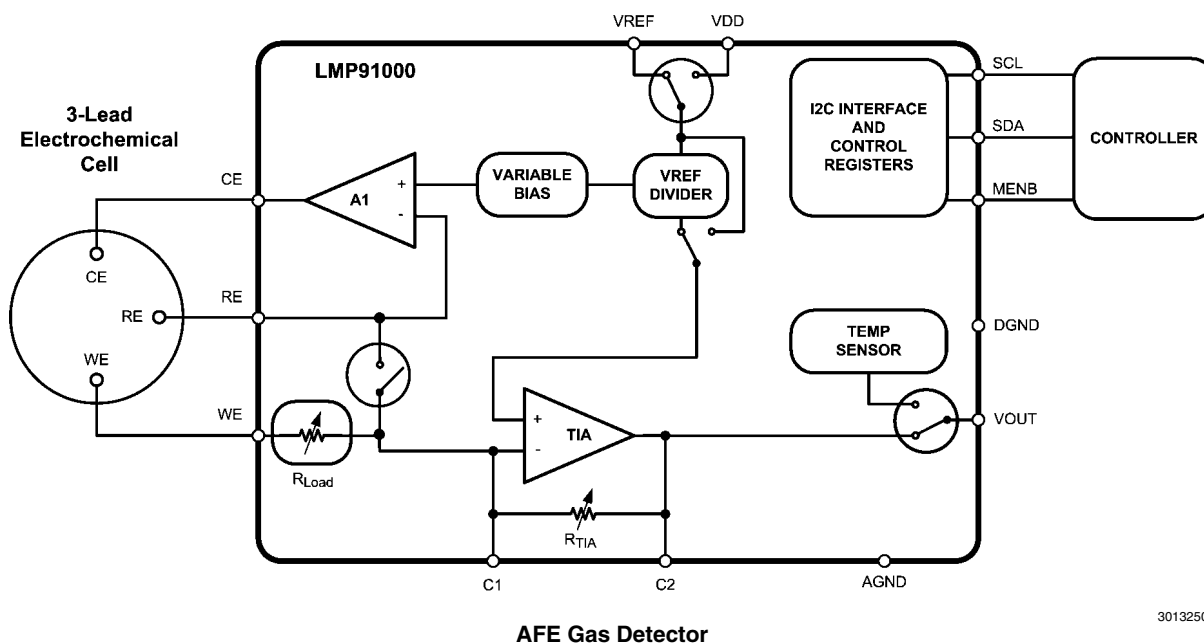 VREF
VDD
LMP91000
3-Lead
Electrochemical
Cell
CE
A1
+
-
VARIABLE
BIAS
VREF
DIVIDER
I2C INTERFACE
AND
CONTROL
REGISTERS
SCL
SDA
MENB
CONTROLLER
CE
RE
WE
RE
WE
RLoad
+
-
TIA
RTIA
TEMP
SENSOR
DGND
VOUT
C1
C2
AGND
3013250
AFE Gas Detector